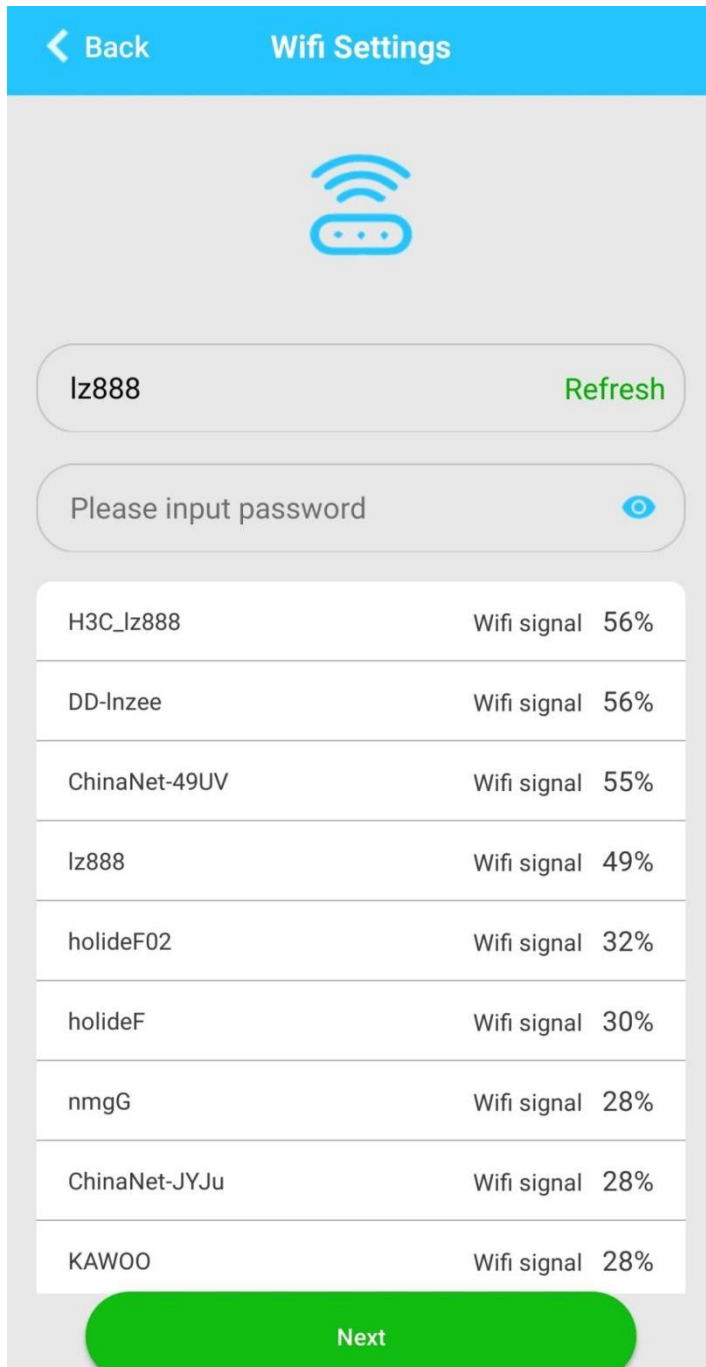 Back Wifi Settings
lz888 Refresh
Please input password
H3C_lz888 Wifi signal 56%
DD-lnzee Wifi signal 56%
ChinaNet-49UV Wifi signal 55%
lz888 Wifi signal 49%
holideF02 Wifi signal 32%
holideF Wifi signal 30%
nmgG Wifi signal 28%
ChinaNet-JYJu Wifi signal 28%
KAWOO Wifi signal 28%
Next